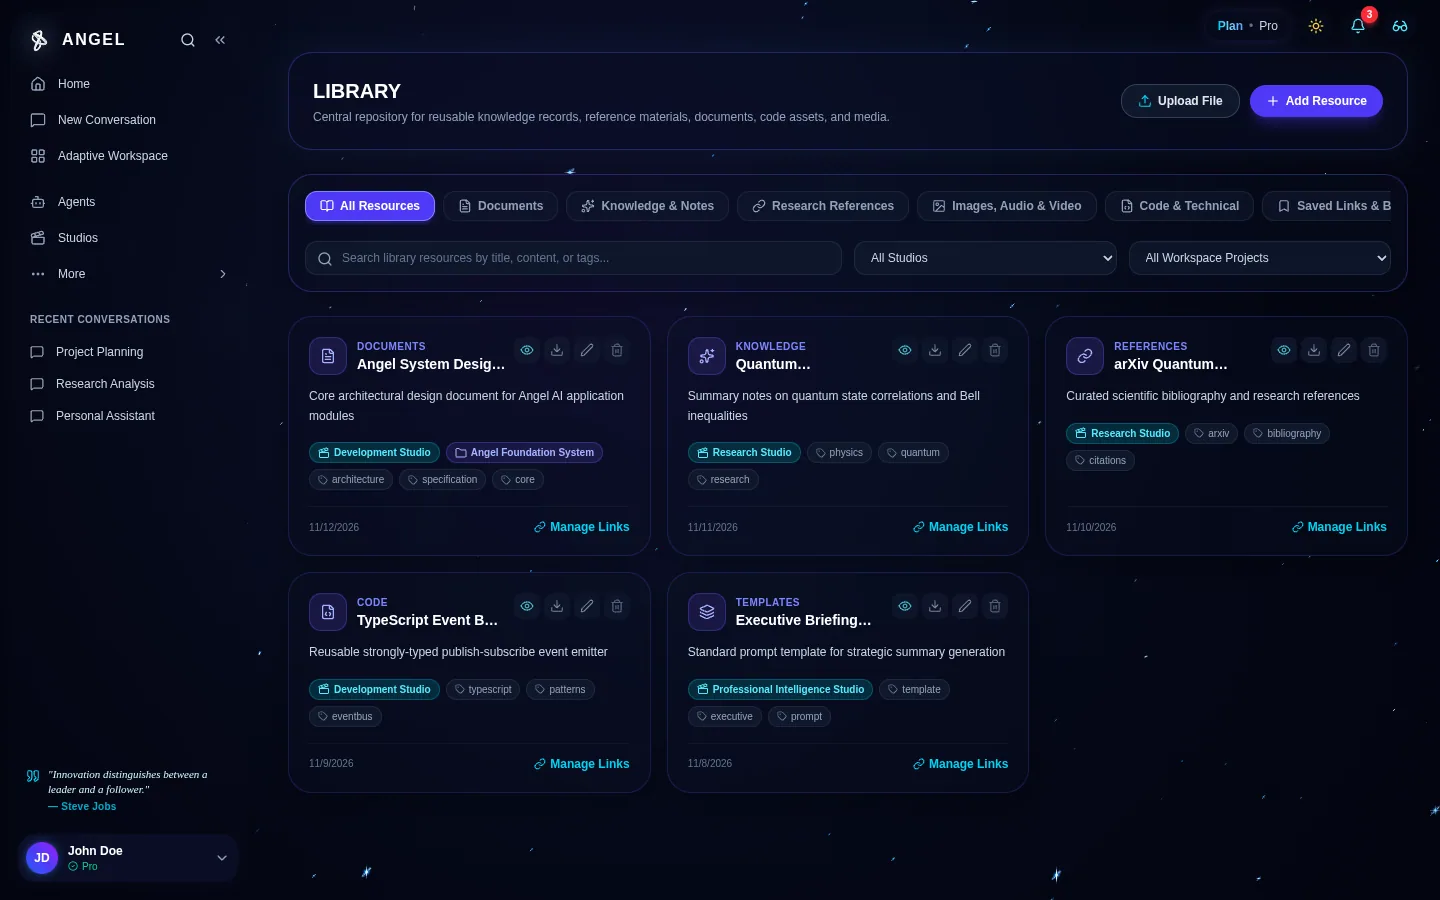 ANGEL
Home
New Conversation
Adaptive Workspace
Agents
Studios
More
RECENT CONVERSATIONS
Project Planning
Research Analysis
Personal Assistant
"Innovation distinguishes between a
leader and a follower."
— Steve Jobs
JD
John Doe
Pro
Plan • Pro
3
LIBRARY
Central repository for reusable knowledge records, reference materials, documents, code assets, and media.
Upload File
Add Resource
All Resources
Documents
Knowledge & Notes
Research References
Images, Audio & Video
Code & Technical
Saved Links & B
Search library resources by title, content, or tags...
All Studios
All Workspace Projects
DOCUMENTS
Angel System Desig...
Core architectural design document for Angel AI application
modules
Development Studio
Angel Foundation System
architecture
specification
core
11/12/2026
Manage Links
KNOWLEDGE
Quantum...
Summary notes on quantum state correlations and Bell
inequalities
Research Studio
physics
quantum
research
11/11/2026
Manage Links
REFERENCES
arXiv Quantum...
Curated scientific bibliography and research references
Research Studio
arxiv
bibliography
citations
11/10/2026
Manage Links
CODE
TypeScript Event B...
Reusable strongly-typed publish-subscribe event emitter
Development Studio
typescript
patterns
eventbus
11/9/2026
Manage Links
TEMPLATES
Executive Briefing...
Standard prompt template for strategic summary generation
Professional Intelligence Studio
template
executive
prompt
11/8/2026
Manage Links